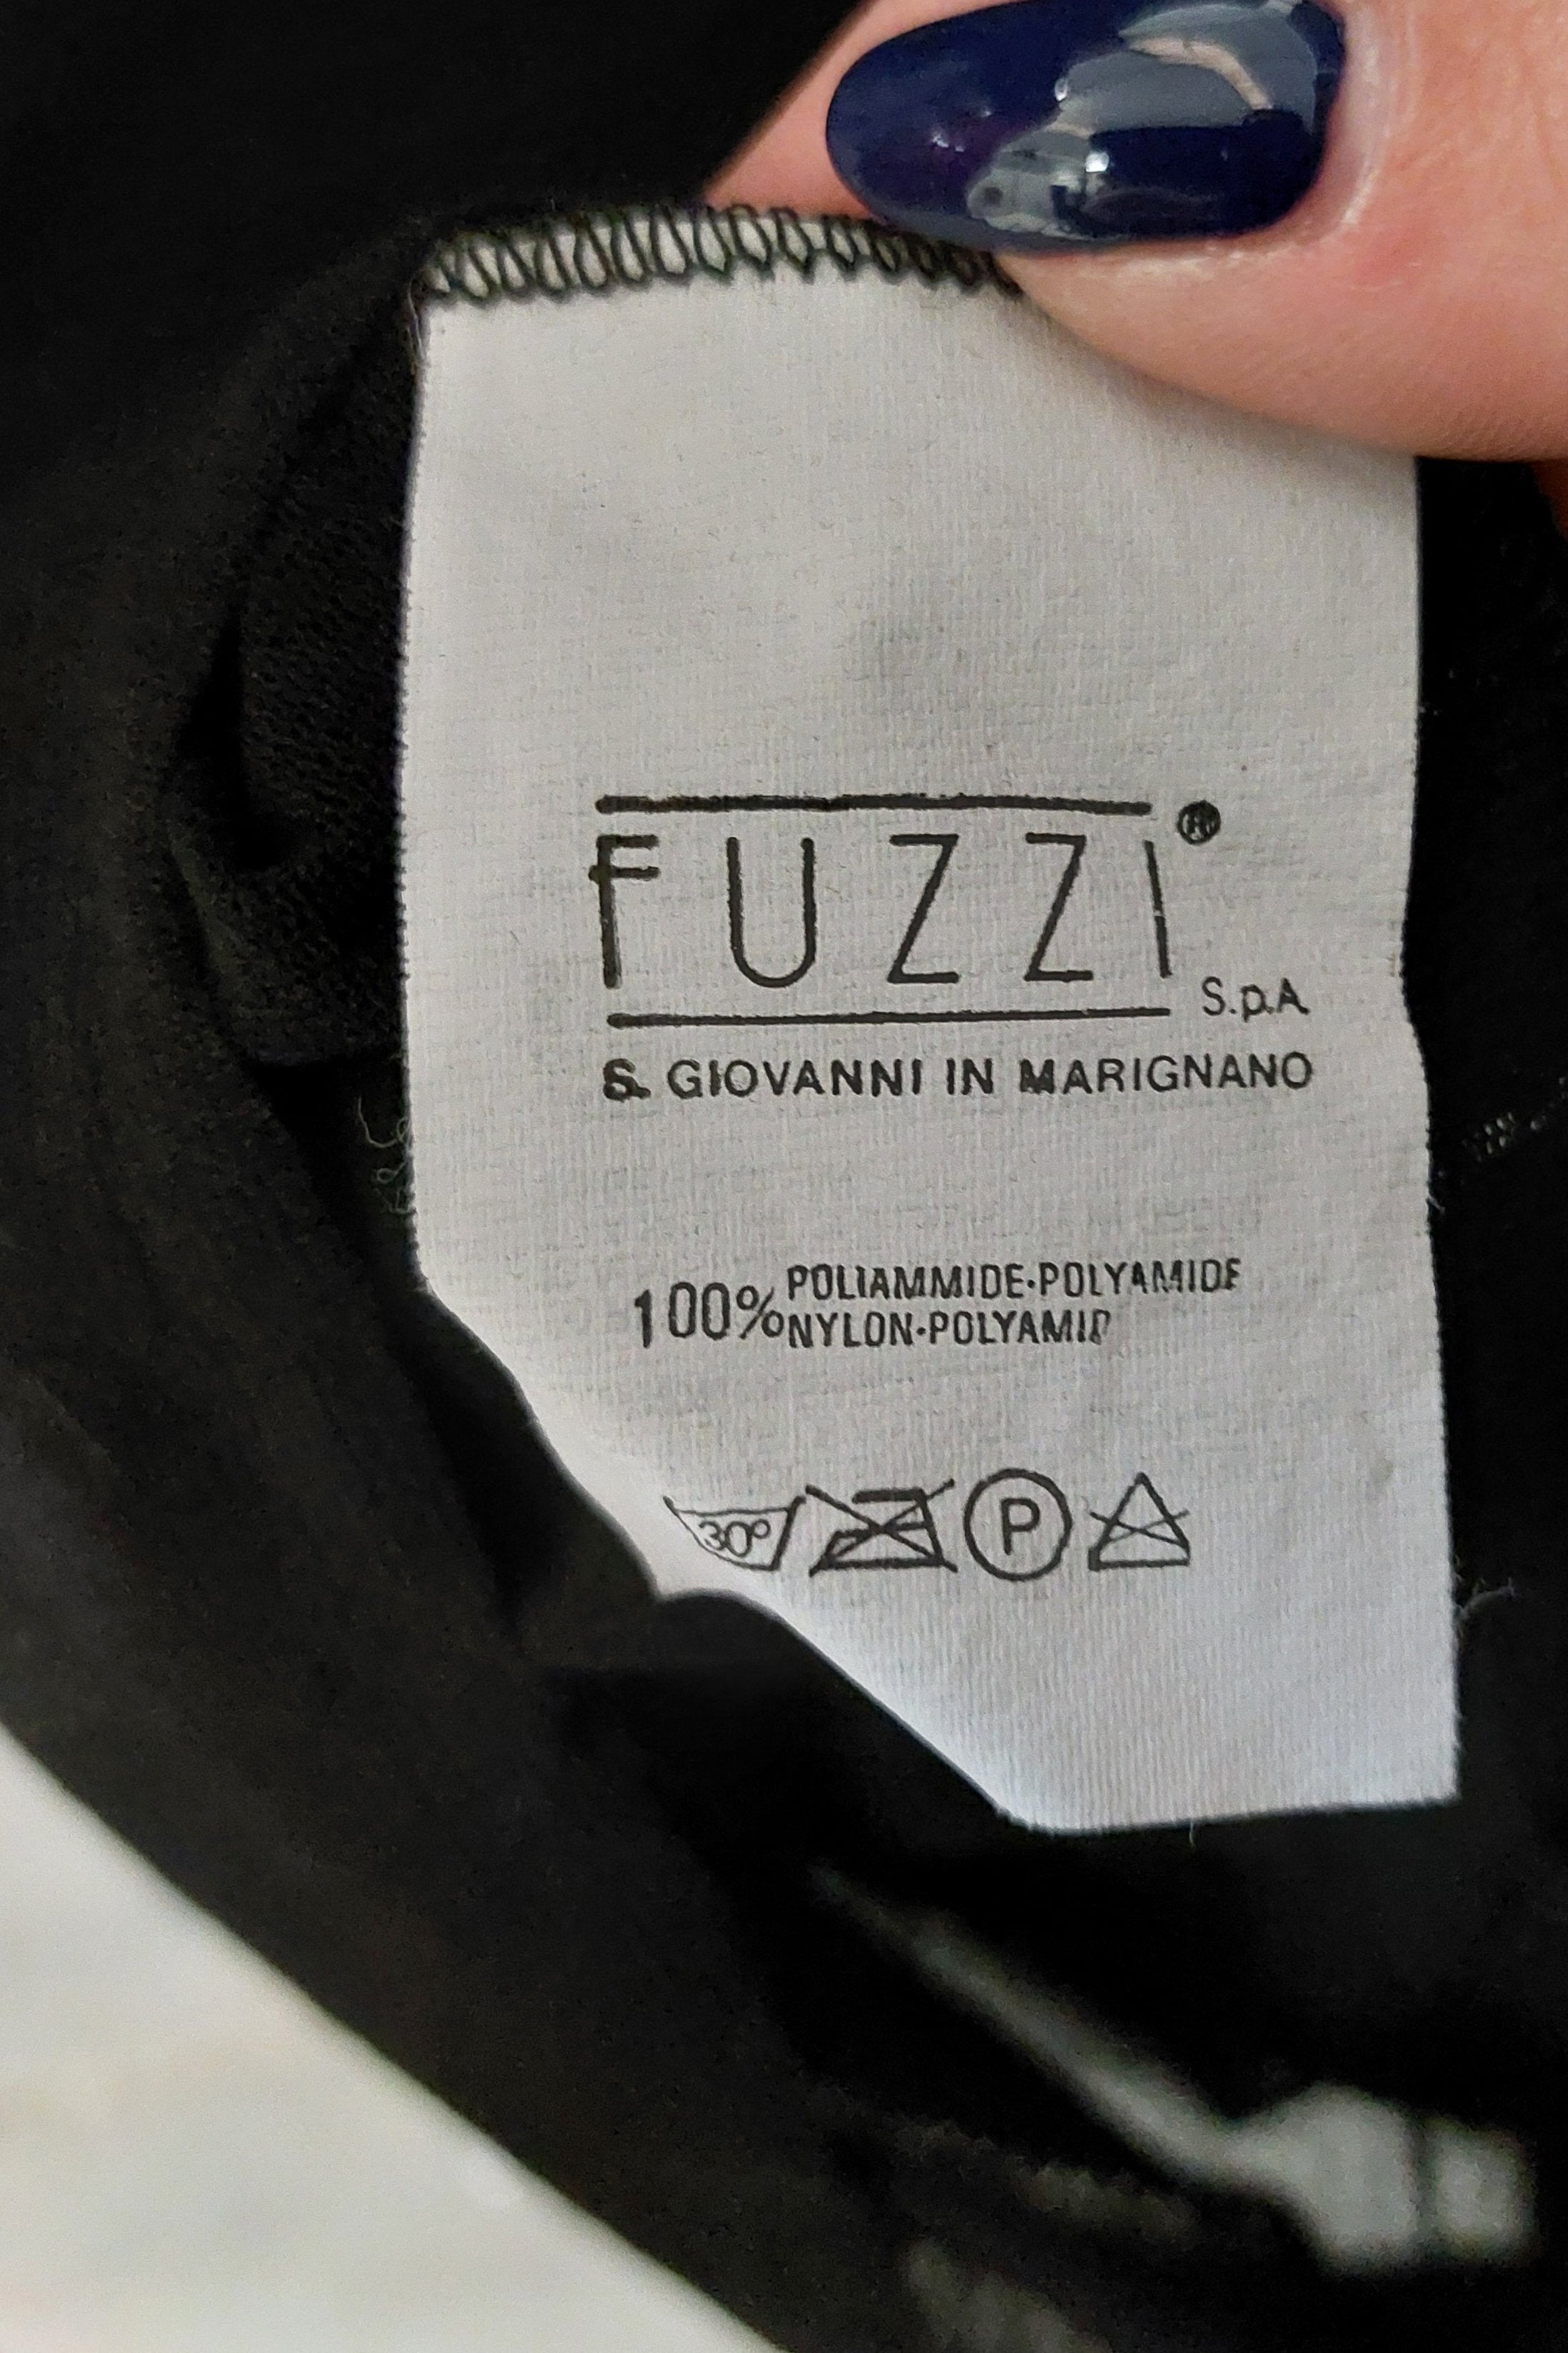 FUZZI®
S.p.A.
S. GIOVANNI IN MARIGNANO
100% POLIAMMIDE·POLYAMIDE
NYLON·POLYAMID
30° P